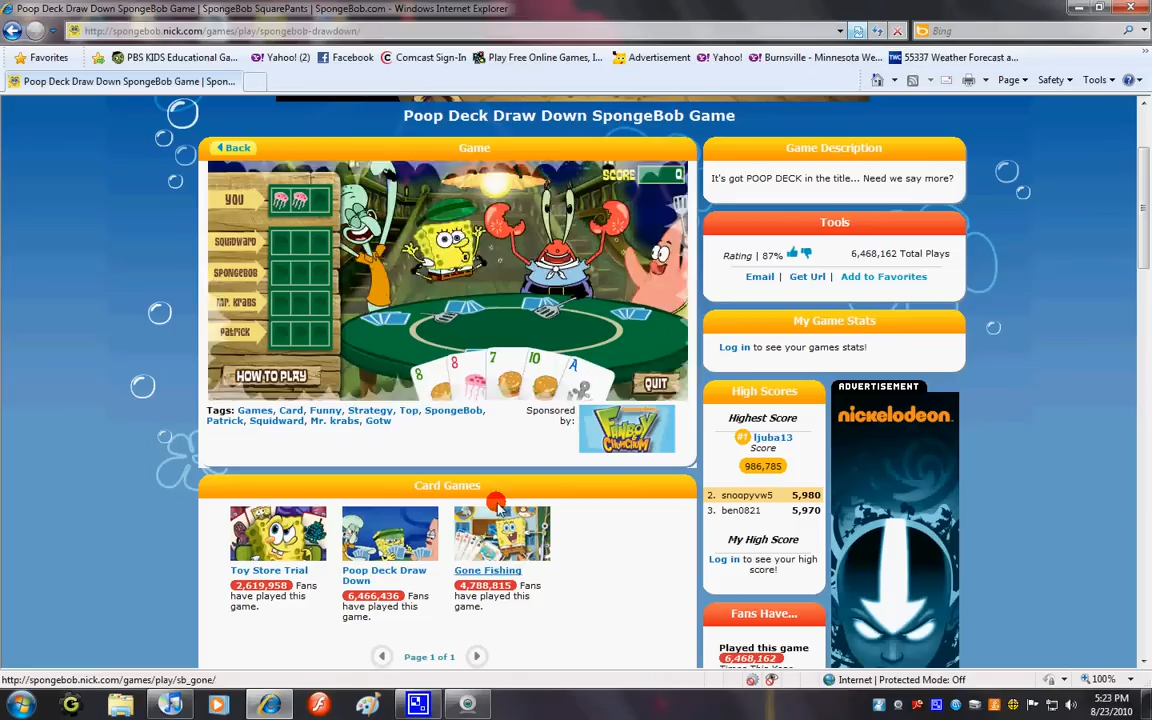 Poop Deck Draw Down SpongeBob Game | SpongeBob SquarePants | SpongeBob.com - Windows Internet Explorer
http://spongebob.nick.com/games/play/spongebob-drawdown/
Bing
Favorites PBS KIDS Educational Ga... Yahoo! (2) Facebook Comcast Sign-In Play Free Online Games, I... Advertisement Yahoo! Burnsville - Minnesota We... 55337 Weather Forecast a...
Poop Deck Draw Down SpongeBob Game | Spon...
Page Safety Tools
Poop Deck Draw Down SpongeBob Game
Back
Game
YOU
SCORE 0
SQUIDWARD
SPONGEBOB
MR. KRABS
PATRICK
8 8 7 10 A
HOW TO PLAY
QUIT
Tags: Games, Card, Funny, Strategy, Top, SpongeBob,
Patrick, Squidward, Mr. krabs, Gotw
Sponsored
by:
FANBOY
CHUMCHUM
Card Games
Toy Store Trial
2,619,958 Fans
have played this
game.
Poop Deck Draw
Down
6,466,436 Fans
have played this
game.
Gone Fishing
4,788,815 Fans
have played this
game.
Page 1 of 1
Game Description
It's got POOP DECK in the title... Need we say more?
Tools
Rating | 87%
6,468,162 Total Plays
Email | Get Url | Add to Favorites
My Game Stats
Log in to see your games stats!
High Scores
Highest Score
#1 ljuba13
Score
986,785
2. snoopyvw5 5,980
3. ben0821 5,970
My High Score
Log in to see your high
score!
Fans Have...
Played this game
6,468,162
Times This Year
ADVERTISEMENT
nickelodeon.
http://spongebob.nick.com/games/play/sb_gone/
Internet | Protected Mode: Off
100%
5:23 PM
8/23/2010